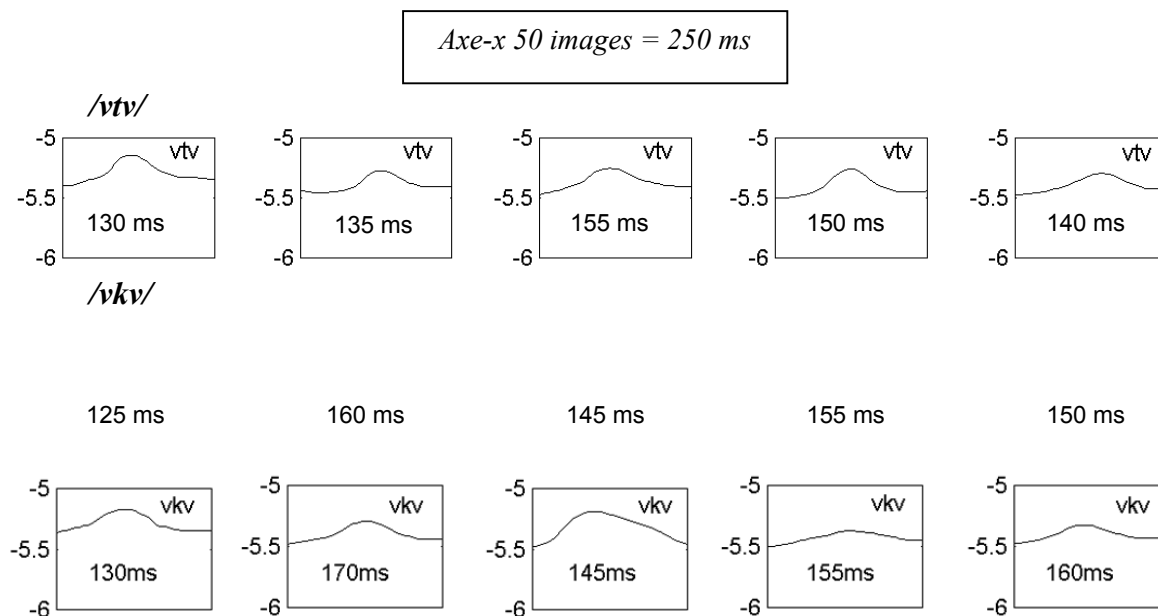 Axe-x 50 images = 250 ms
/vtv/
-5 vtv -5 vtv -5 vtv -5 vtv -5 vtv
-5.5 -5.5 -5.5 -5.5 -5.5
130 ms 135 ms 155 ms 150 ms 140 ms
-6 -6 -6 -6 -6
/vkv/
125 ms 160 ms 145 ms 155 ms 150 ms
-5 vkv -5 vkv -5 vkv -5 vkv -5 vkv
-5.5 -5.5 -5.5 -5.5 -5.5
130ms 170ms 145ms 155ms 160ms
-6 -6 -6 -6 -6